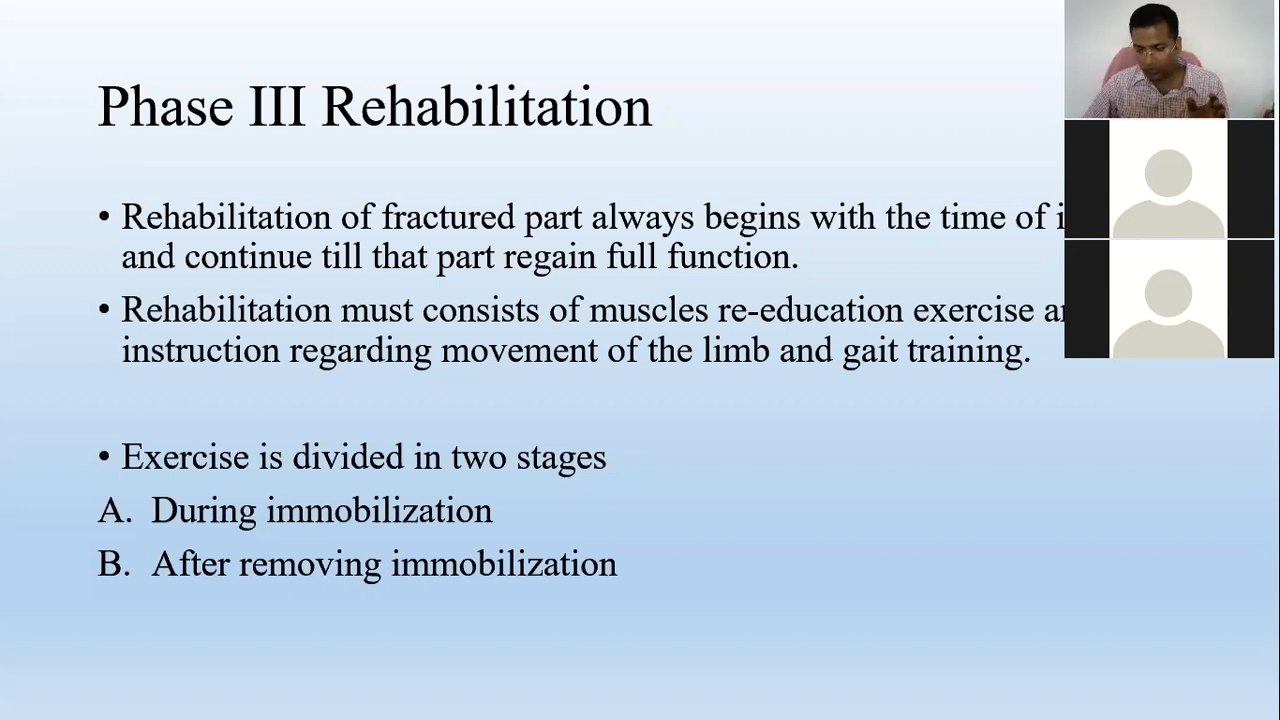 Phase III Rehabilitation
• Rehabilitation of fractured part always begins with the time of
and continue till that part regain full function.
• Rehabilitation must consists of muscles re-education exercise
instruction regarding movement of the limb and gait training.
• Exercise is divided in two stages
A. During immobilization
B. After removing immobilization